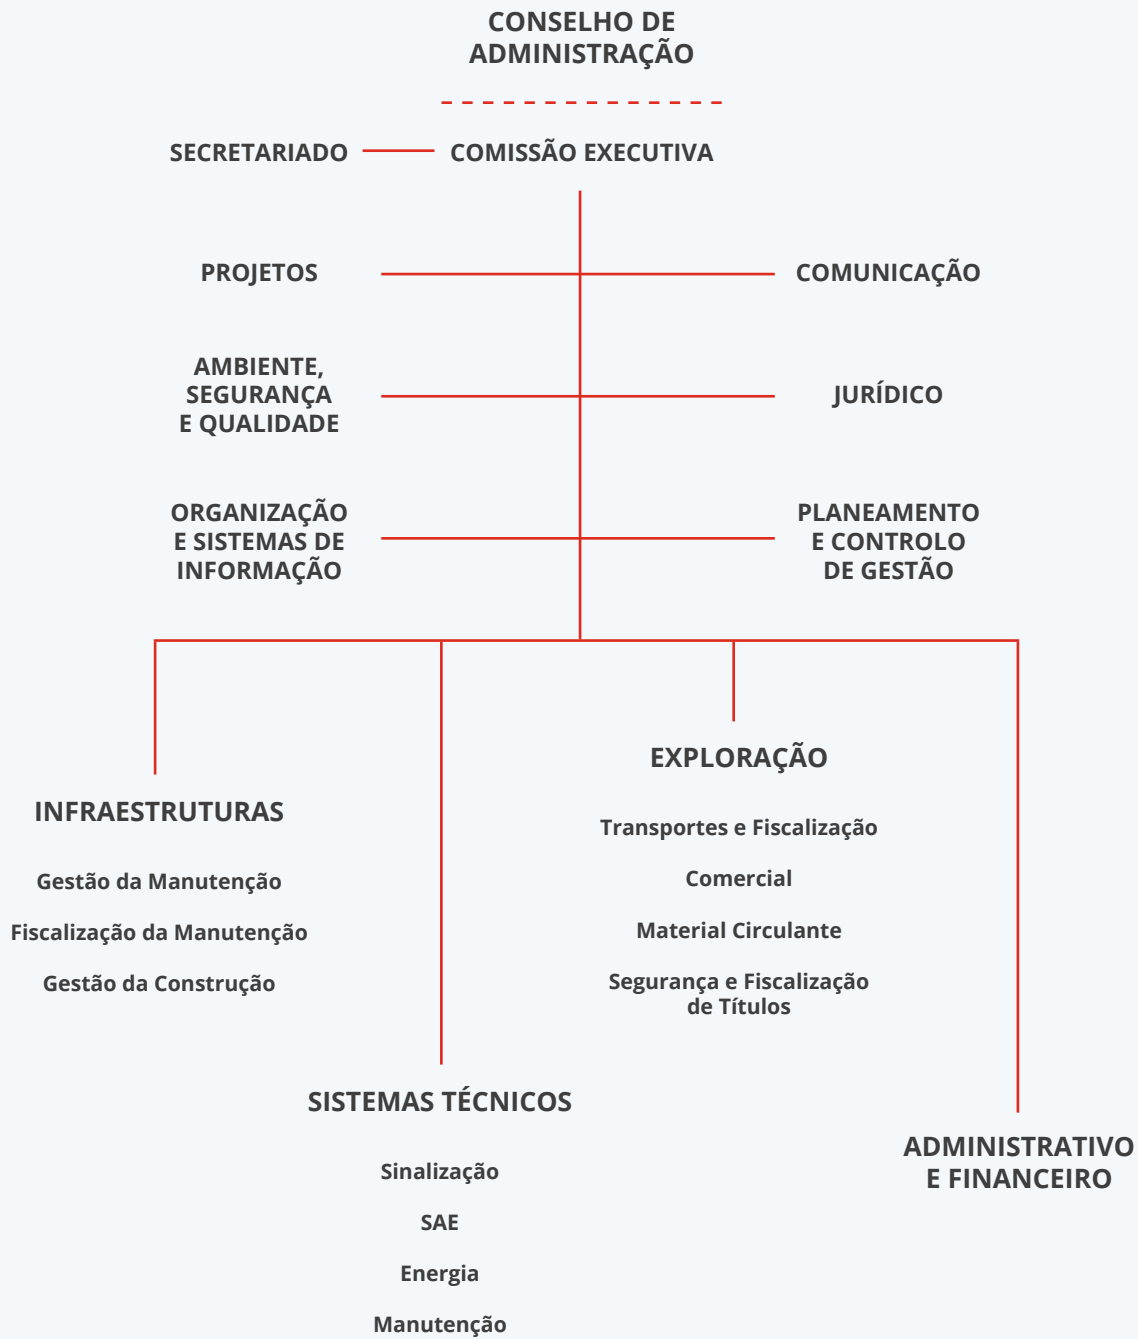 CONSELHO DE
ADMINISTRAÇÃO
SECRETARIADO
COMISSÃO EXECUTIVA
PROJETOS
COMUNICAÇÃO
AMBIENTE,
SEGURANÇA
E QUALIDADE
JURÍDICO
ORGANIZAÇÃO
E SISTEMAS DE
INFORMAÇÃO
PLANEAMENTO
E CONTROLO
DE GESTÃO
INFRAESTRUTURAS
Gestão da Manutenção
Fiscalização da Manutenção
Gestão da Construção
SISTEMAS TÉCNICOS
Sinalização
SAE
Energia
Manutenção
EXPLORAÇÃO
Transportes e Fiscalização
Comercial
Material Circulante
Segurança e Fiscalização
de Títulos
ADMINISTRATIVO
E FINANCEIRO